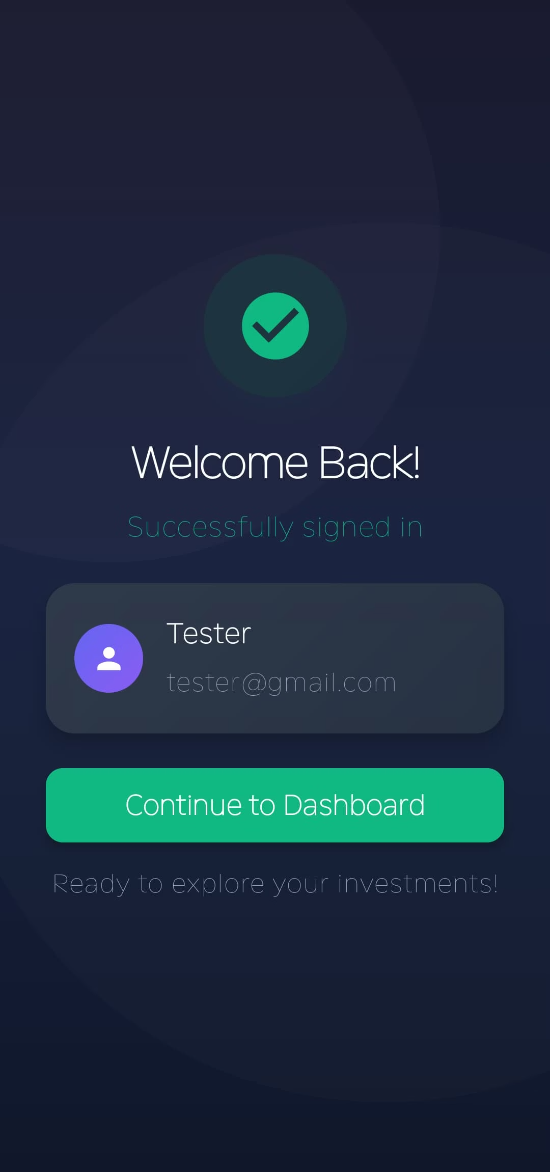 Welcome Back!
Successfully signed in
Tester
tester@gmail.com
Continue to Dashboard
Ready to explore your investments!